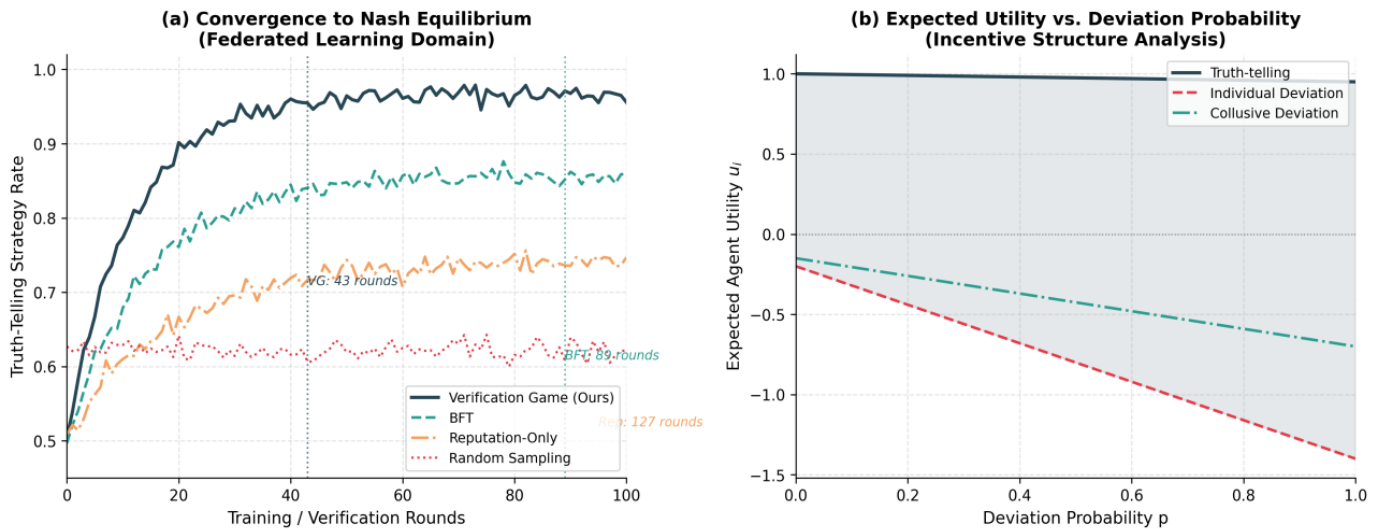 (a) Convergence to Nash Equilibrium
(Federated Learning Domain)
Truth-Telling Strategy Rate
1.0
0.9
0.8
0.7
0.6
0.5
VG: 43 rounds
BFT: 89 rounds
Rep: 127 rounds
Verification Game (Ours)
BFT
Reputation-Only
Random Sampling
0 20 40 60 80 100
Training / Verification Rounds
(b) Expected Utility vs. Deviation Probability
(Incentive Structure Analysis)
Expected Agent Utility u_i
1.0
0.5
0.0
−0.5
−1.0
−1.5
Truth-telling
Individual Deviation
Collusive Deviation
0.0 0.2 0.4 0.6 0.8 1.0
Deviation Probability p